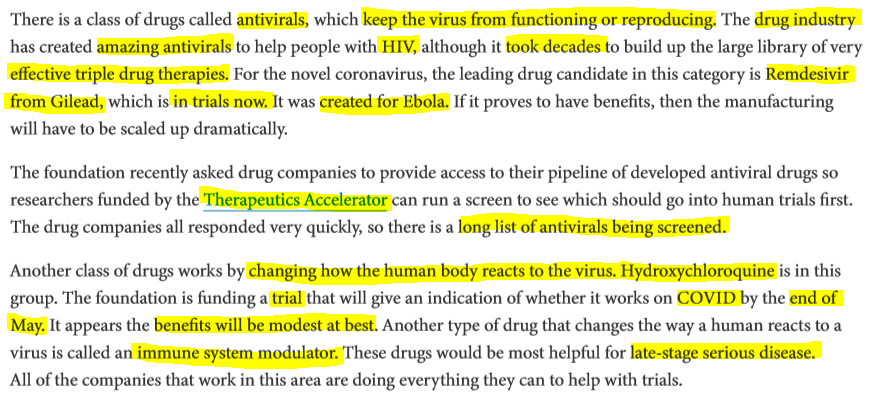 There is a class of drugs called antivirals, which keep the virus from functioning or reproducing. The drug industry
has created amazing antivirals to help people with HIV, although it took decades to build up the large library of very
effective triple drug therapies. For the novel coronavirus, the leading drug candidate in this category is Remdesivir
from Gilead, which is in trials now. It was created for Ebola. If it proves to have benefits, then the manufacturing
will have to be scaled up dramatically.
The foundation recently asked drug companies to provide access to their pipeline of developed antiviral drugs so
researchers funded by the Therapeutics Accelerator can run a screen to see which should go into human trials first.
The drug companies all responded very quickly, so there is a long list of antivirals being screened.
Another class of drugs works by changing how the human body reacts to the virus. Hydroxychloroquine is in this
group. The foundation is funding a trial that will give an indication of whether it works on COVID by the end of
May. It appears the benefits will be modest at best. Another type of drug that changes the way a human reacts to a
virus is called an immune system modulator. These drugs would be most helpful for late-stage serious disease.
All of the companies that work in this area are doing everything they can to help with trials.